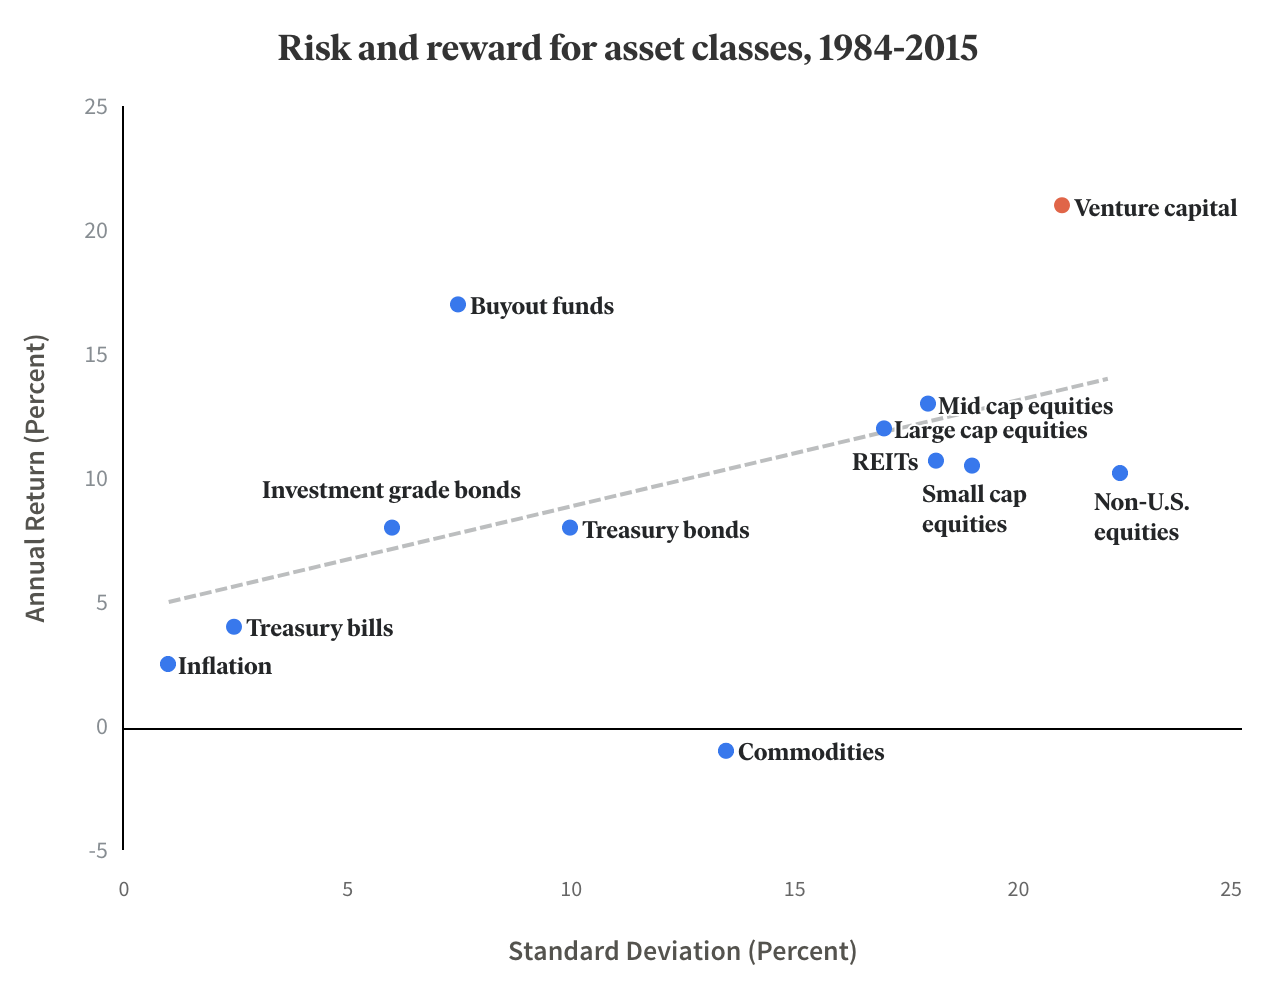 Risk and reward for asset classes, 1984-2015
25
20
15
10
5
0
-5
Annual Return (Percent)
Venture capital
Buyout funds
Mid cap equities
Large cap equities
REITs
Small cap
equities
Non-U.S.
equities
Investment grade bonds
Treasury bonds
Treasury bills
Inflation
Commodities
0
5
10
15
20
25
Standard Deviation (Percent)